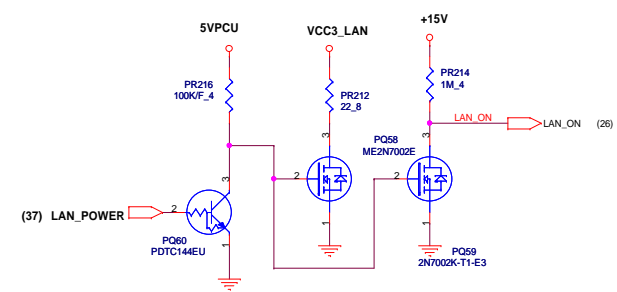 5VPCU
VCC3_LAN
+15V
PR216
100K/F_4
PR212
22_8
PR214
1M_4
LAN_ON
LAN_ON (26)
3
3
3
PQ58
ME2N7002E
2
2
(37) LAN_POWER
2
1
1
1
PQ60
PDTC144EU
PQ59
2N7002K-T1-E3